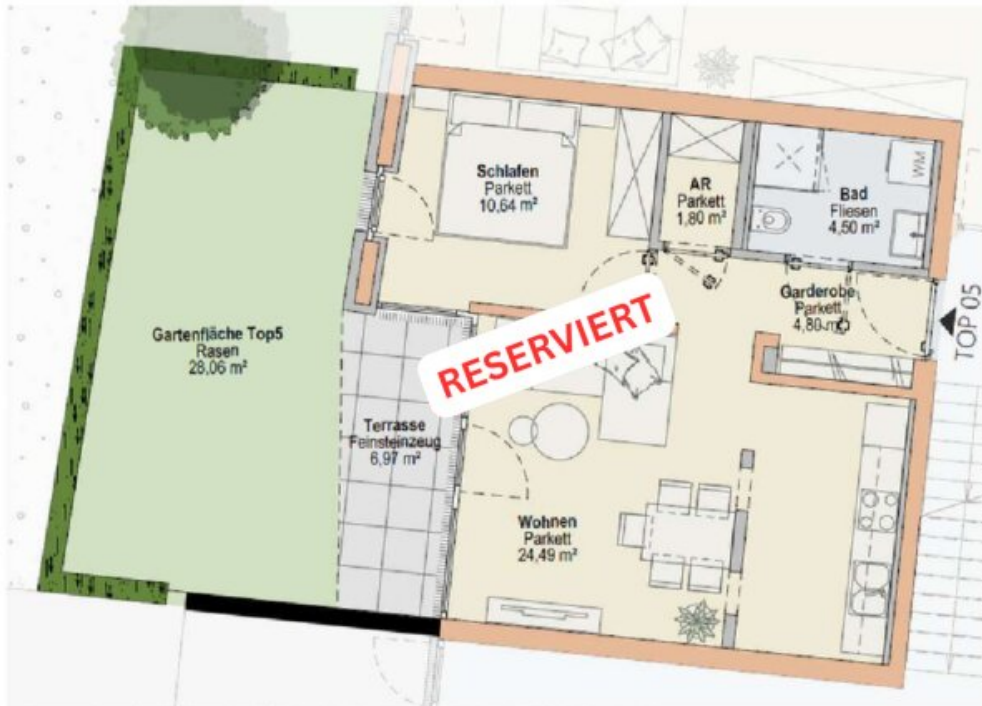 Schlafen
Parkett
10,64 m²
AR
Parkett
1,80 m²
WM
Bad
Fliesen
4,50 m²
Garderobe
Parkett
4,80 m²
TOP 05
RESERVIERT
Gartenfläche Top5
Rasen
28,06 m²
Terrasse
Feinsteinzeug
6,97 m²
Wohnen
Parkett
24,49 m²